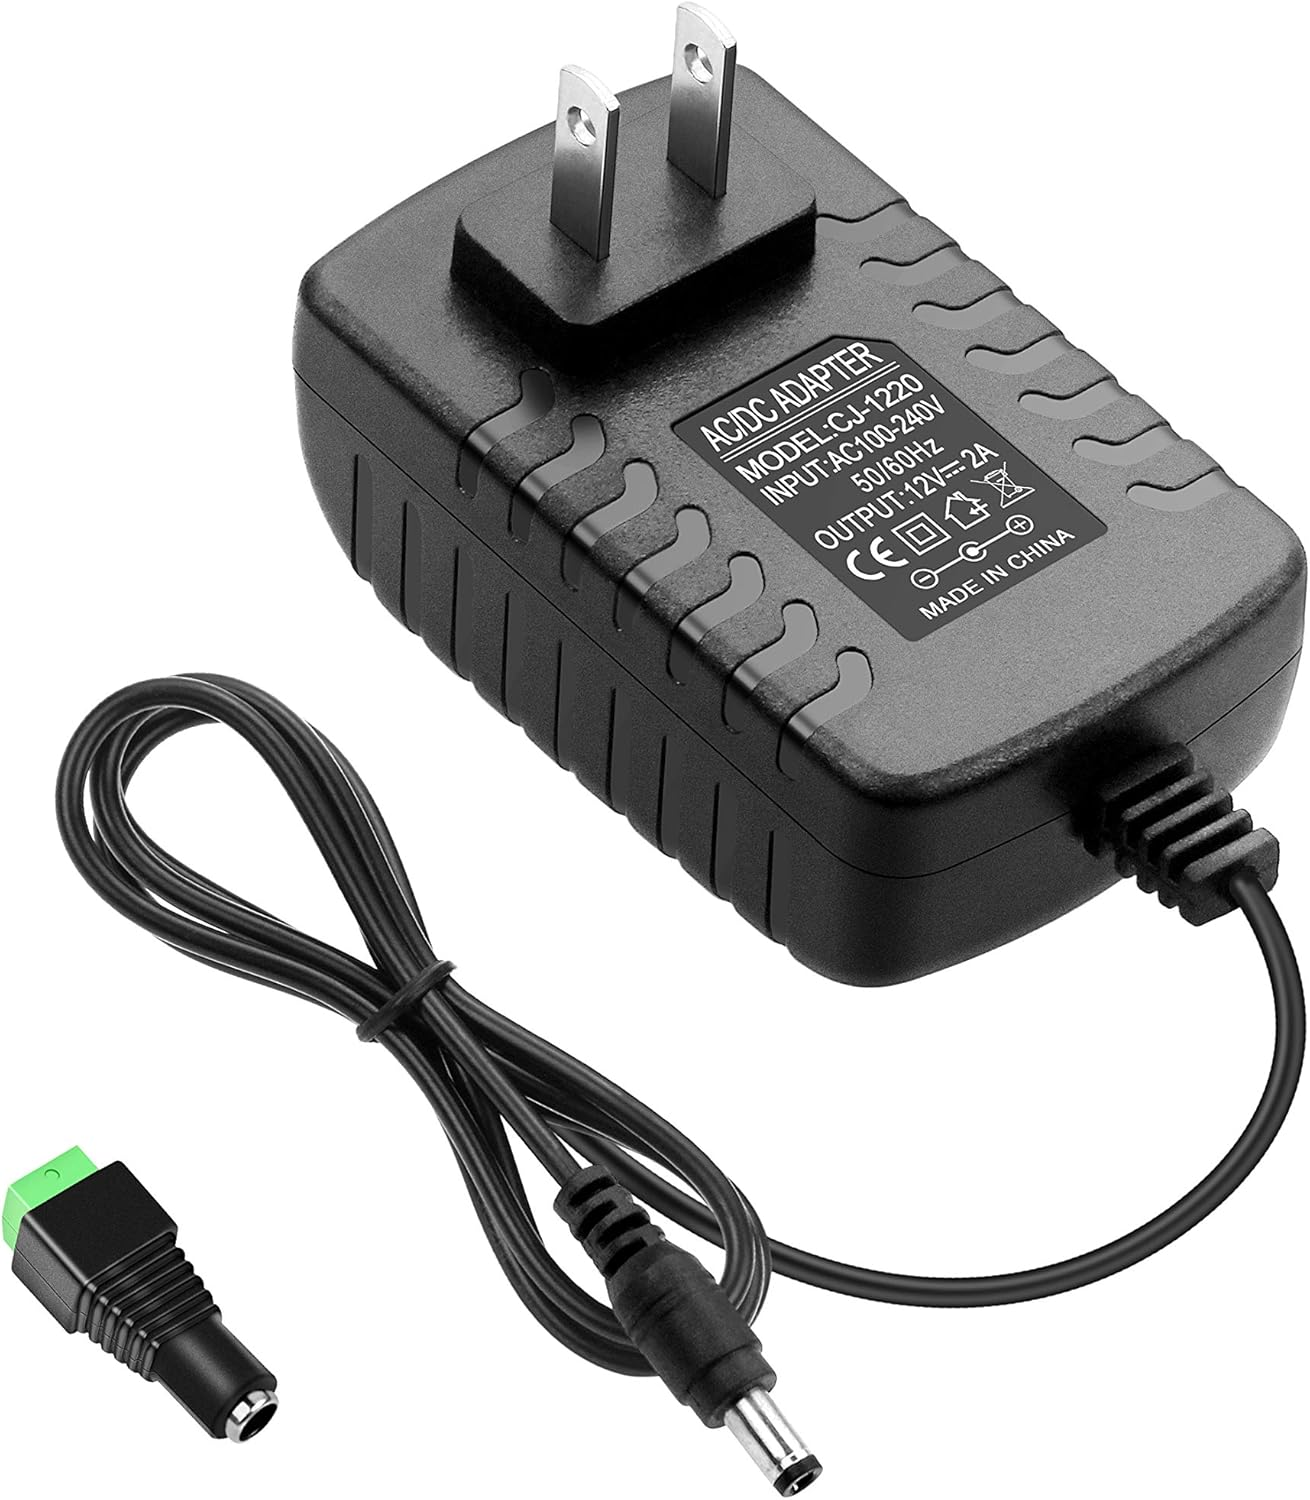 AC/DC ADAPTER
MODEL:CJ-1220
INPUT:AC100-240V
50/60Hz
OUTPUT:12V⎓2A
CE
MADE IN CHINA